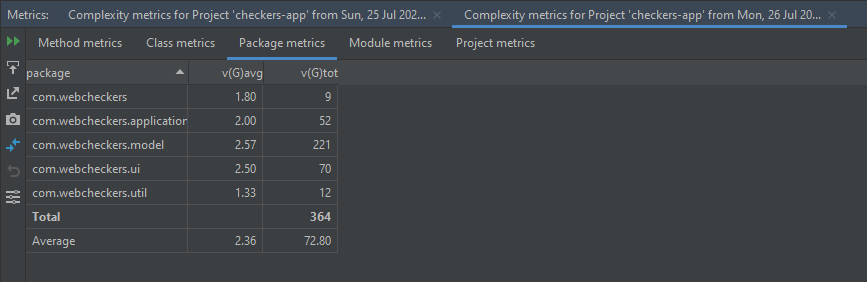 Metrics: Complexity metrics for Project 'checkers-app' from Sun, 25 Jul 202... Complexity metrics for Project 'checkers-app' from Mon, 26 Jul 20...
Method metrics Class metrics Package metrics Module metrics Project metrics
package v(G)avg v(G)tot
com.webcheckers 1.80 9
com.webcheckers.application 2.00 52
com.webcheckers.model 2.57 221
com.webcheckers.ui 2.50 70
com.webcheckers.util 1.33 12
Total 364
Average 2.36 72.80